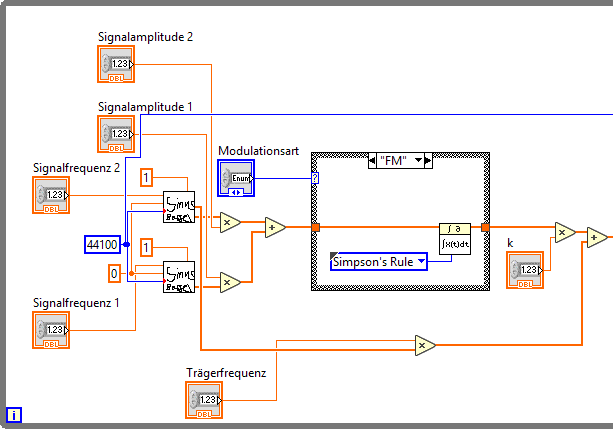 Signalamplitude 2
1.23
DBL
Signalamplitude 1
1.23
DBL
Modulationsart
Enum
"FM"
Signalfrequenz 2
1.23
DBL
1
Sinus
?
44100
1
0
Sinus
×
+
×
∫ ∂
∫x(t)dt
Simpson's Rule
k
1.23
DBL
×
+
Signalfrequenz 1
1.23
DBL
×
Trägerfrequenz
1.23
DBL
i